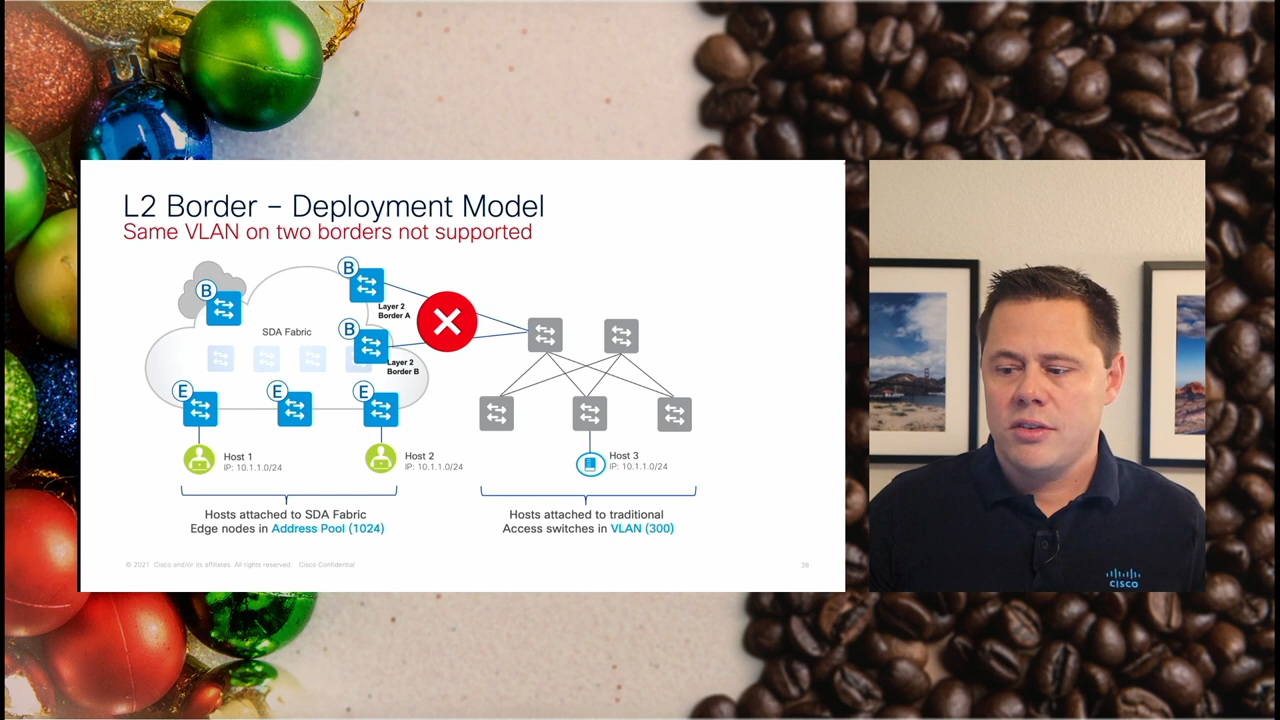 L2 Border – Deployment Model
Same VLAN on two borders not supported
B
B
Layer 2
Border A
B
SDA Fabric
Layer 2
Border B
E
E
E
Host 1
IP: 10.1.1.0/24
Host 2
IP: 10.1.1.0/24
Host 3
IP: 10.1.1.0/24
Hosts attached to SDA Fabric
Edge nodes in Address Pool (1024)
Hosts attached to traditional
Access switches in VLAN (300)
© 2021 Cisco and/or its affiliates. All rights reserved. Cisco Confidential
38
CISCO